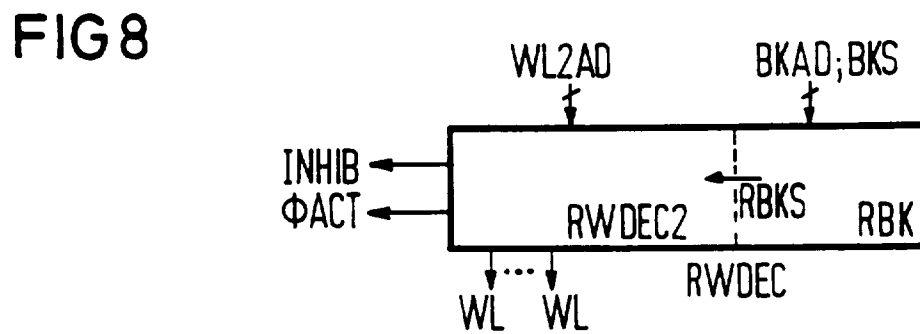 FIG 8
WL2AD BKAD;BKS
INHIB
ΦACT
RBKS
RWDEC2 RBK
RWDEC
WL WL